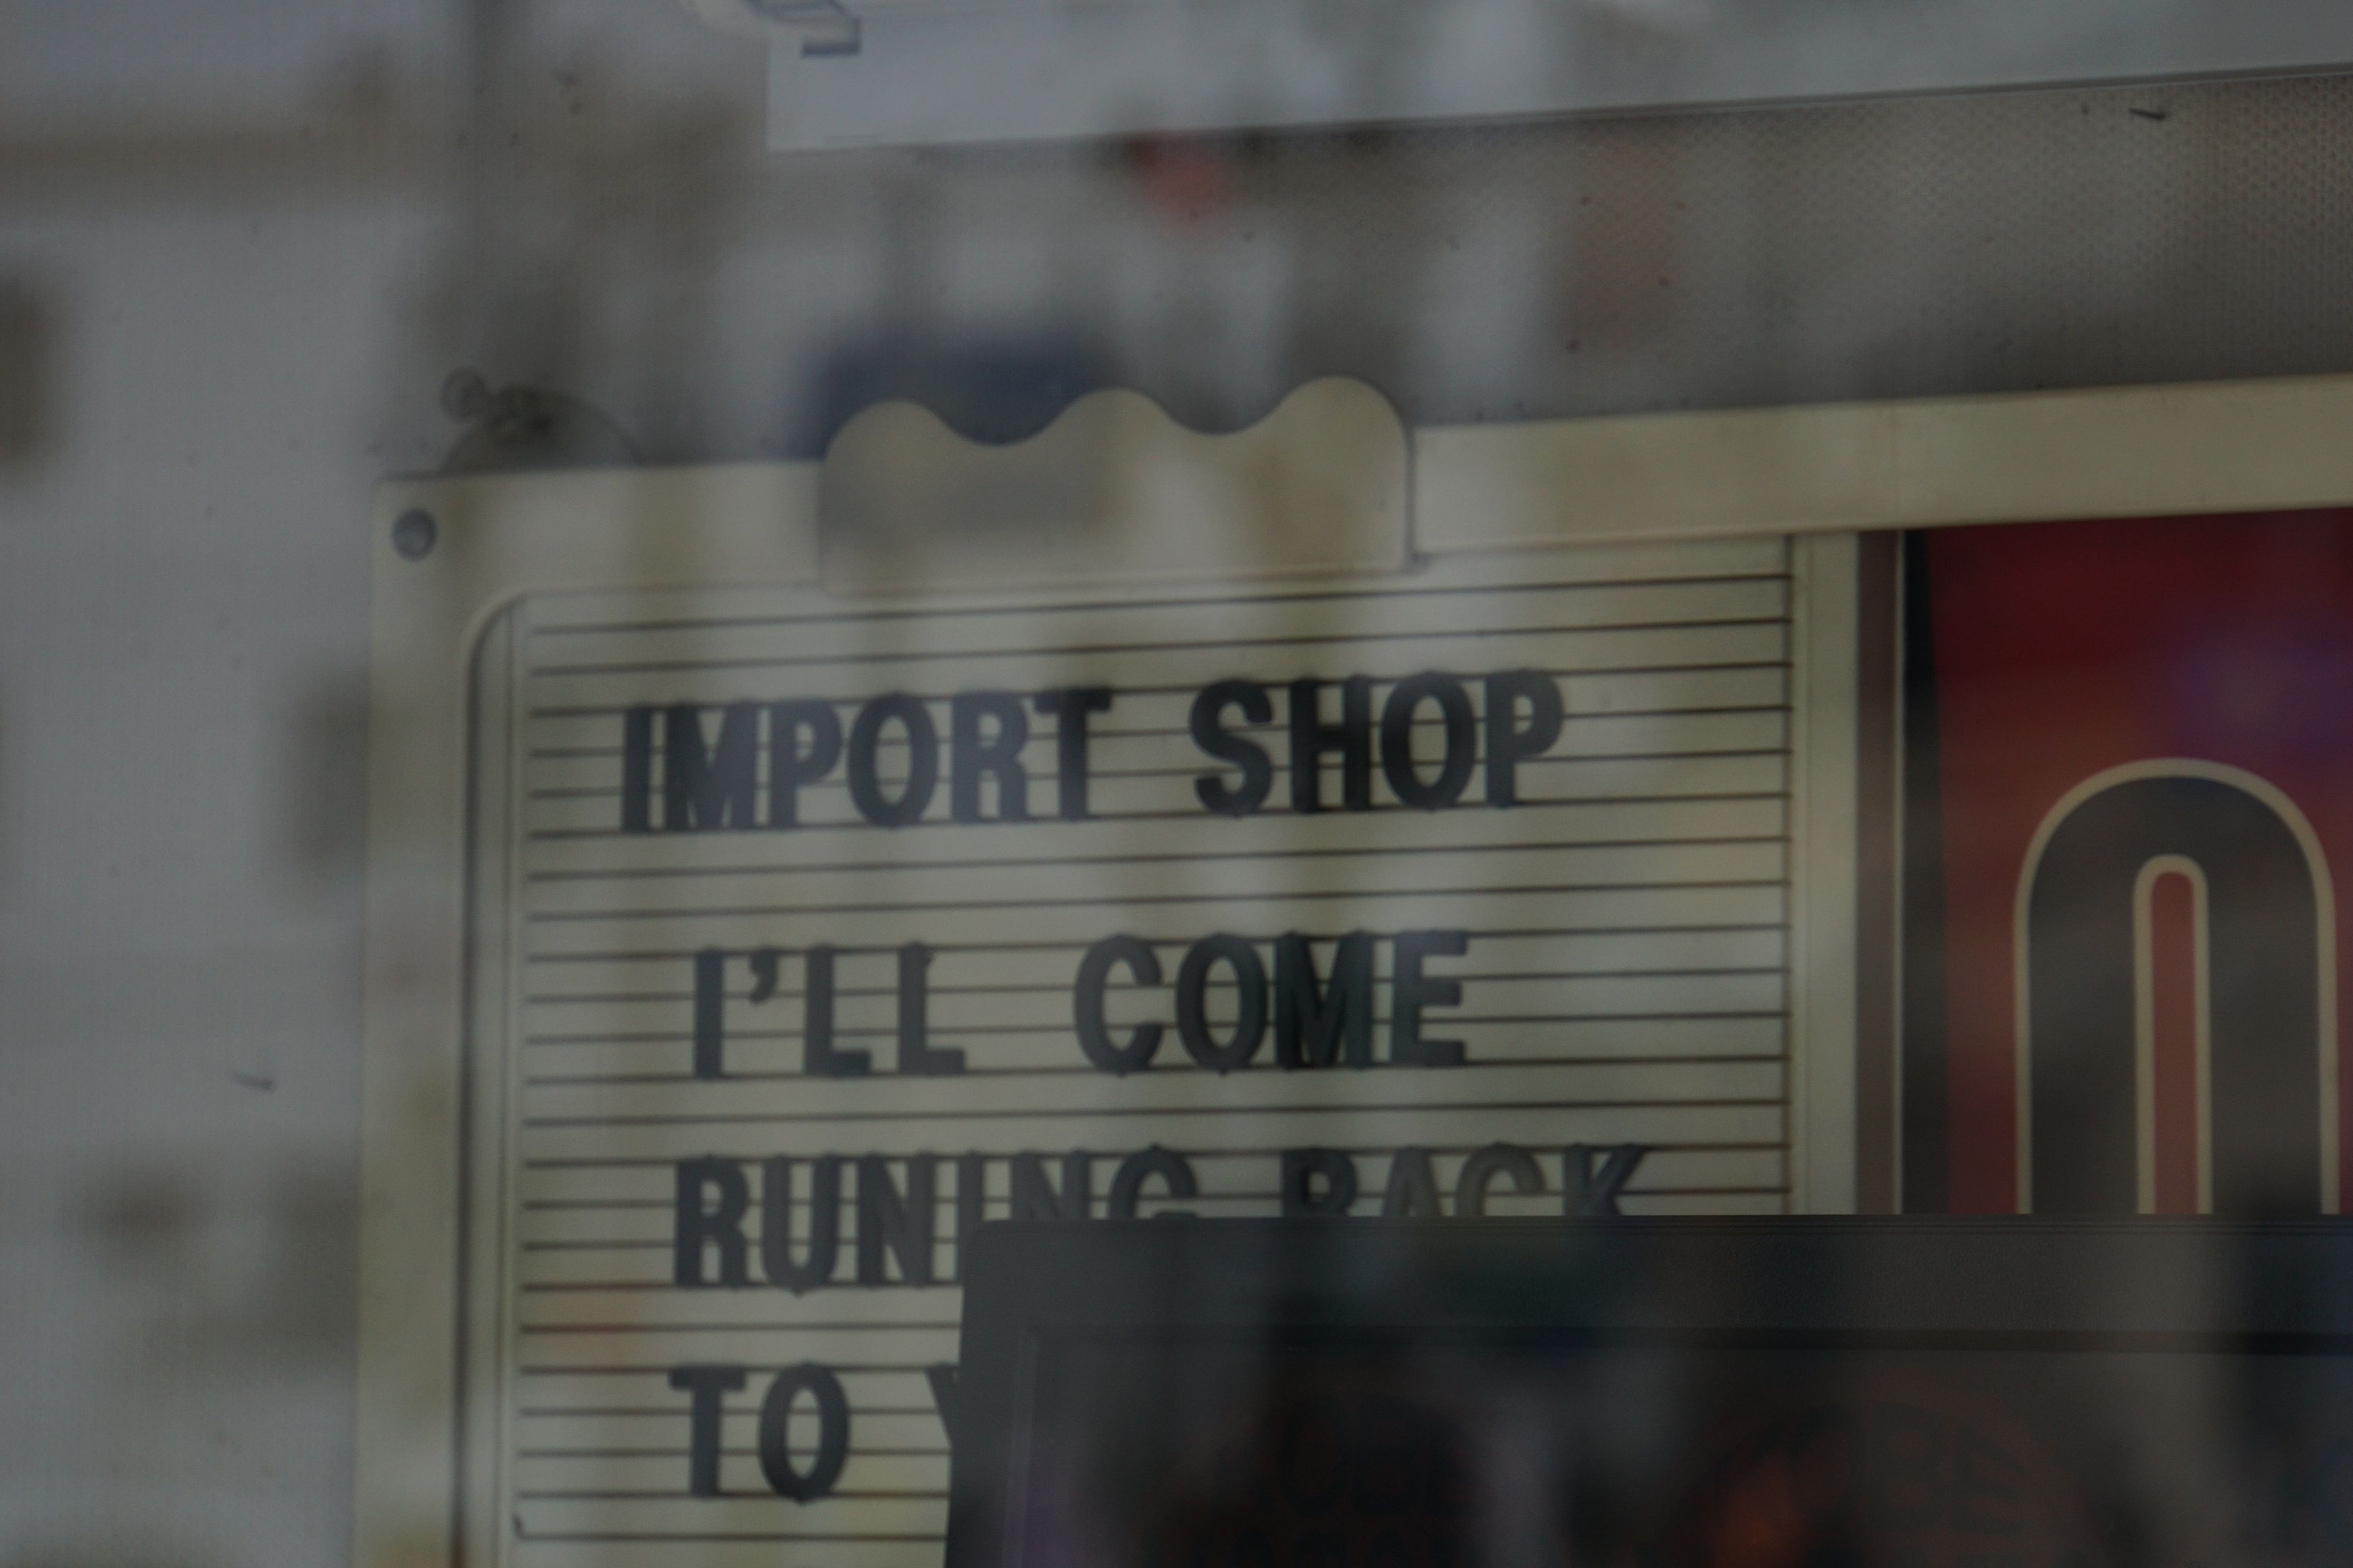 IMPORT SHOP
I'LL COME
RUNING BACK
TO